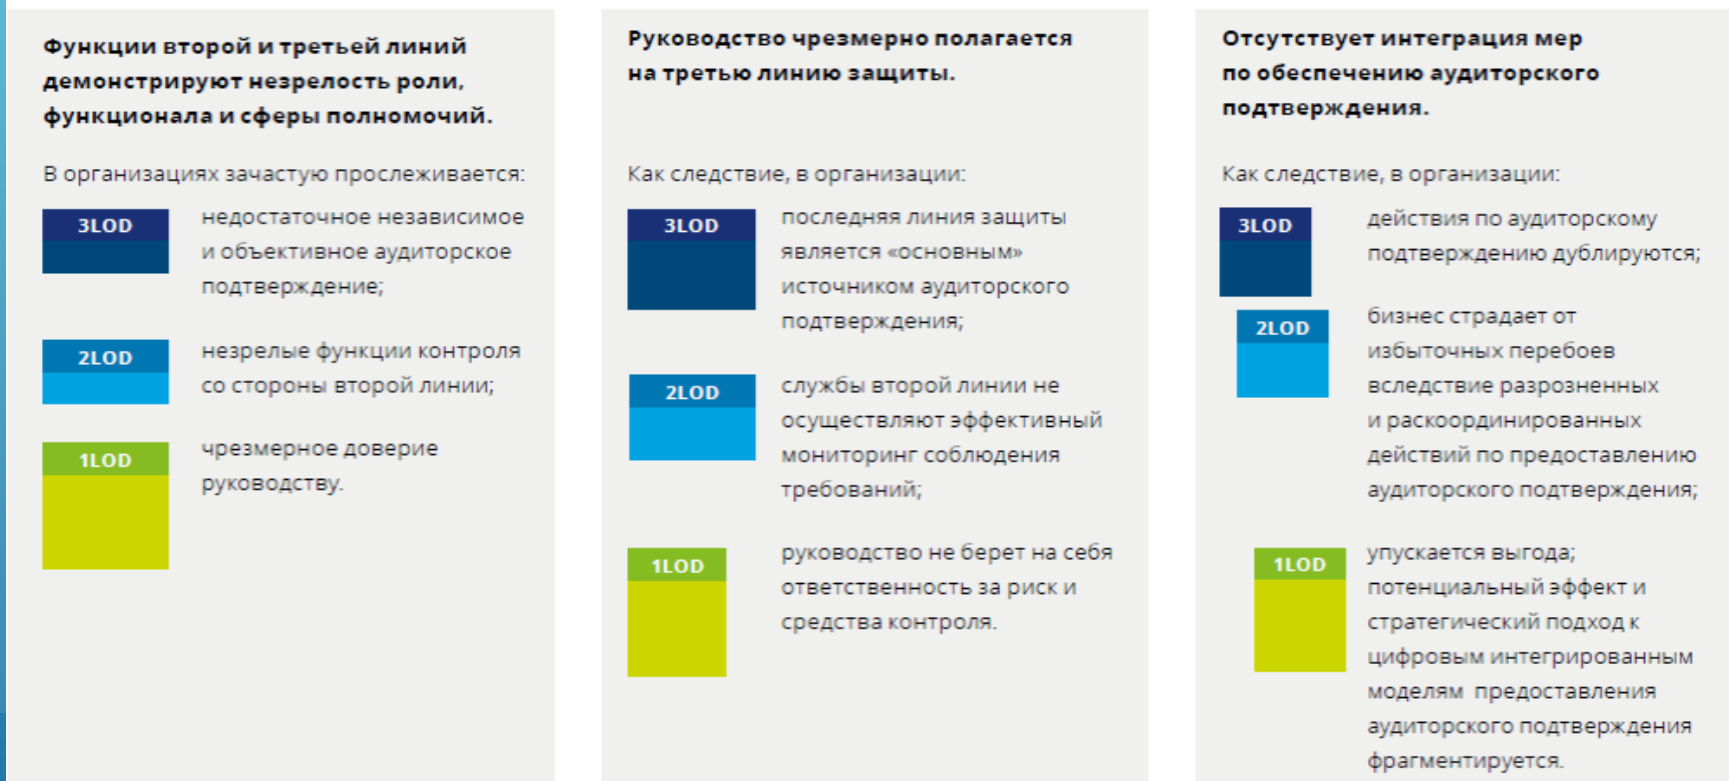 Функции второй и третьей линий
демонстрируют незрелость роли,
функционала и сферы полномочий.
В организациях зачастую прослеживается:
3LOD
недостаточное независимое
и объективное аудиторское
подтверждение;
2LOD
незрелые функции контроля
со стороны второй линии;
1LOD
чрезмерное доверие
руководству.
Руководство чрезмерно полагается
на третью линию защиты.
Как следствие, в организации:
3LOD
последняя линия защиты
является «основным»
источником аудиторского
подтверждения;
2LOD
службы второй линии не
осуществляют эффективный
мониторинг соблюдения
требований;
1LOD
руководство не берет на себя
ответственность за риск и
средства контроля.
Отсутствует интеграция мер
по обеспечению аудиторского
подтверждения.
Как следствие, в организации:
3LOD
действия по аудиторскому
подтверждению дублируются;
2LOD
бизнес страдает от
избыточных перебоев
вследствие разрозненных
и раскоординированных
действий по предоставлению
аудиторского подтверждения;
1LOD
упускается выгода;
потенциальный эффект и
стратегический подход к
цифровым интегрированным
моделям предоставления
аудиторского подтверждения
фрагментируется.